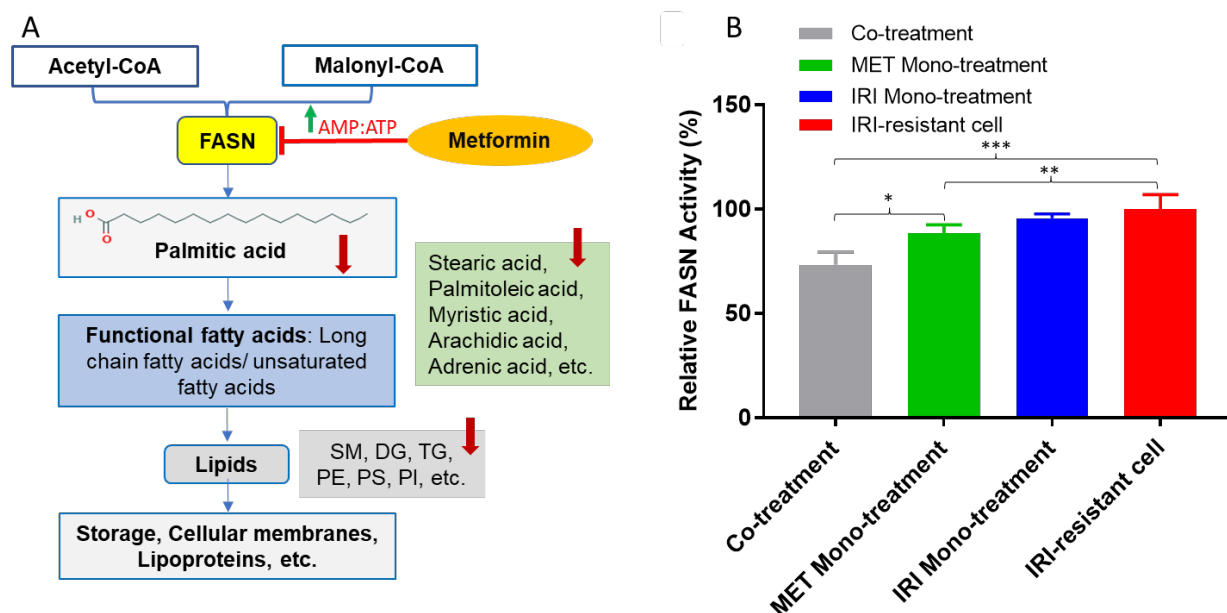 A
Acetyl-CoA
Malonyl-CoA
FASN
AMP:ATP
Metformin
H O
O
Palmitic acid
Stearic acid,
Palmitoleic acid,
Myristic acid,
Arachidic acid,
Adrenic acid, etc.
Functional fatty acids: Long
chain fatty acids/ unsaturated
fatty acids
Lipids
SM, DG, TG,
PE, PS, PI, etc.
Storage, Cellular membranes,
Lipoproteins, etc.
B
Co-treatment
MET Mono-treatment
IRI Mono-treatment
IRI-resistant cell
Relative FASN Activity (%)
150
100
50
0
***
**
*
Co-treatment
MET Mono-treatment
IRI Mono-treatment
IRI-resistant cell